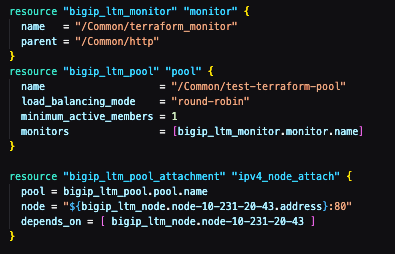 resource "bigip_ltm_monitor" "monitor" {
  name   = "/Common/terraform_monitor"
  parent = "/Common/http"
}
resource "bigip_ltm_pool" "pool" {
  name                   = "/Common/test-terraform-pool"
  load_balancing_mode    = "round-robin"
  minimum_active_members = 1
  monitors               = [bigip_ltm_monitor.monitor.name]
}

resource "bigip_ltm_pool_attachment" "ipv4_node_attach" {
  pool = bigip_ltm_pool.pool.name
  node = "${bigip_ltm_node.node-10-231-20-43.address}:80"
  depends_on = [ bigip_ltm_node.node-10-231-20-43 ]
}